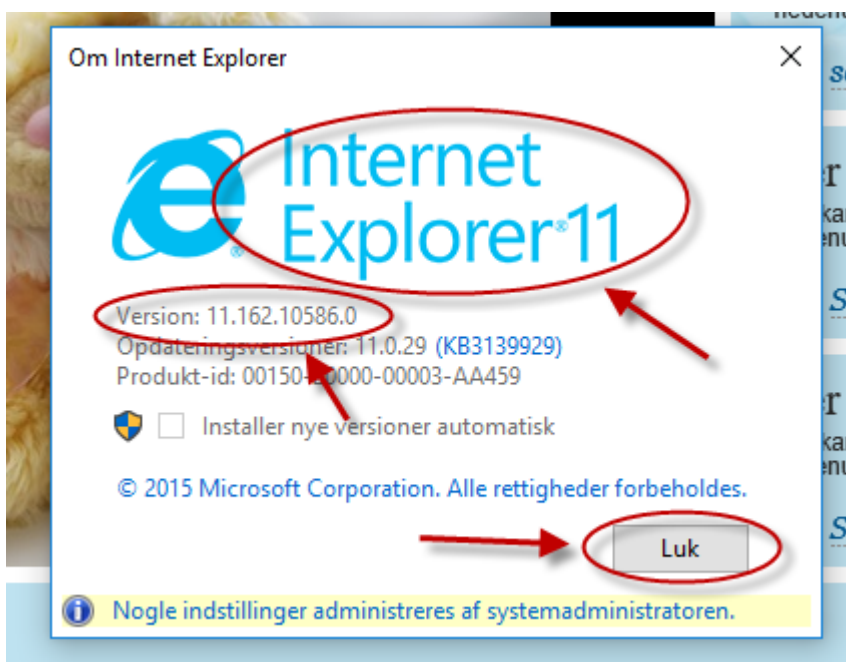 Om Internet Explorer
Internet
Explorer®11
Version: 11.162.10586.0
Opdateringsversioner: 11.0.29 (KB3139929)
Produkt-id: 00150-20000-00003-AA459
Installer nye versioner automatisk
© 2015 Microsoft Corporation. Alle rettigheder forbeholdes.
Luk
Nogle indstillinger administreres af systemadministratoren.